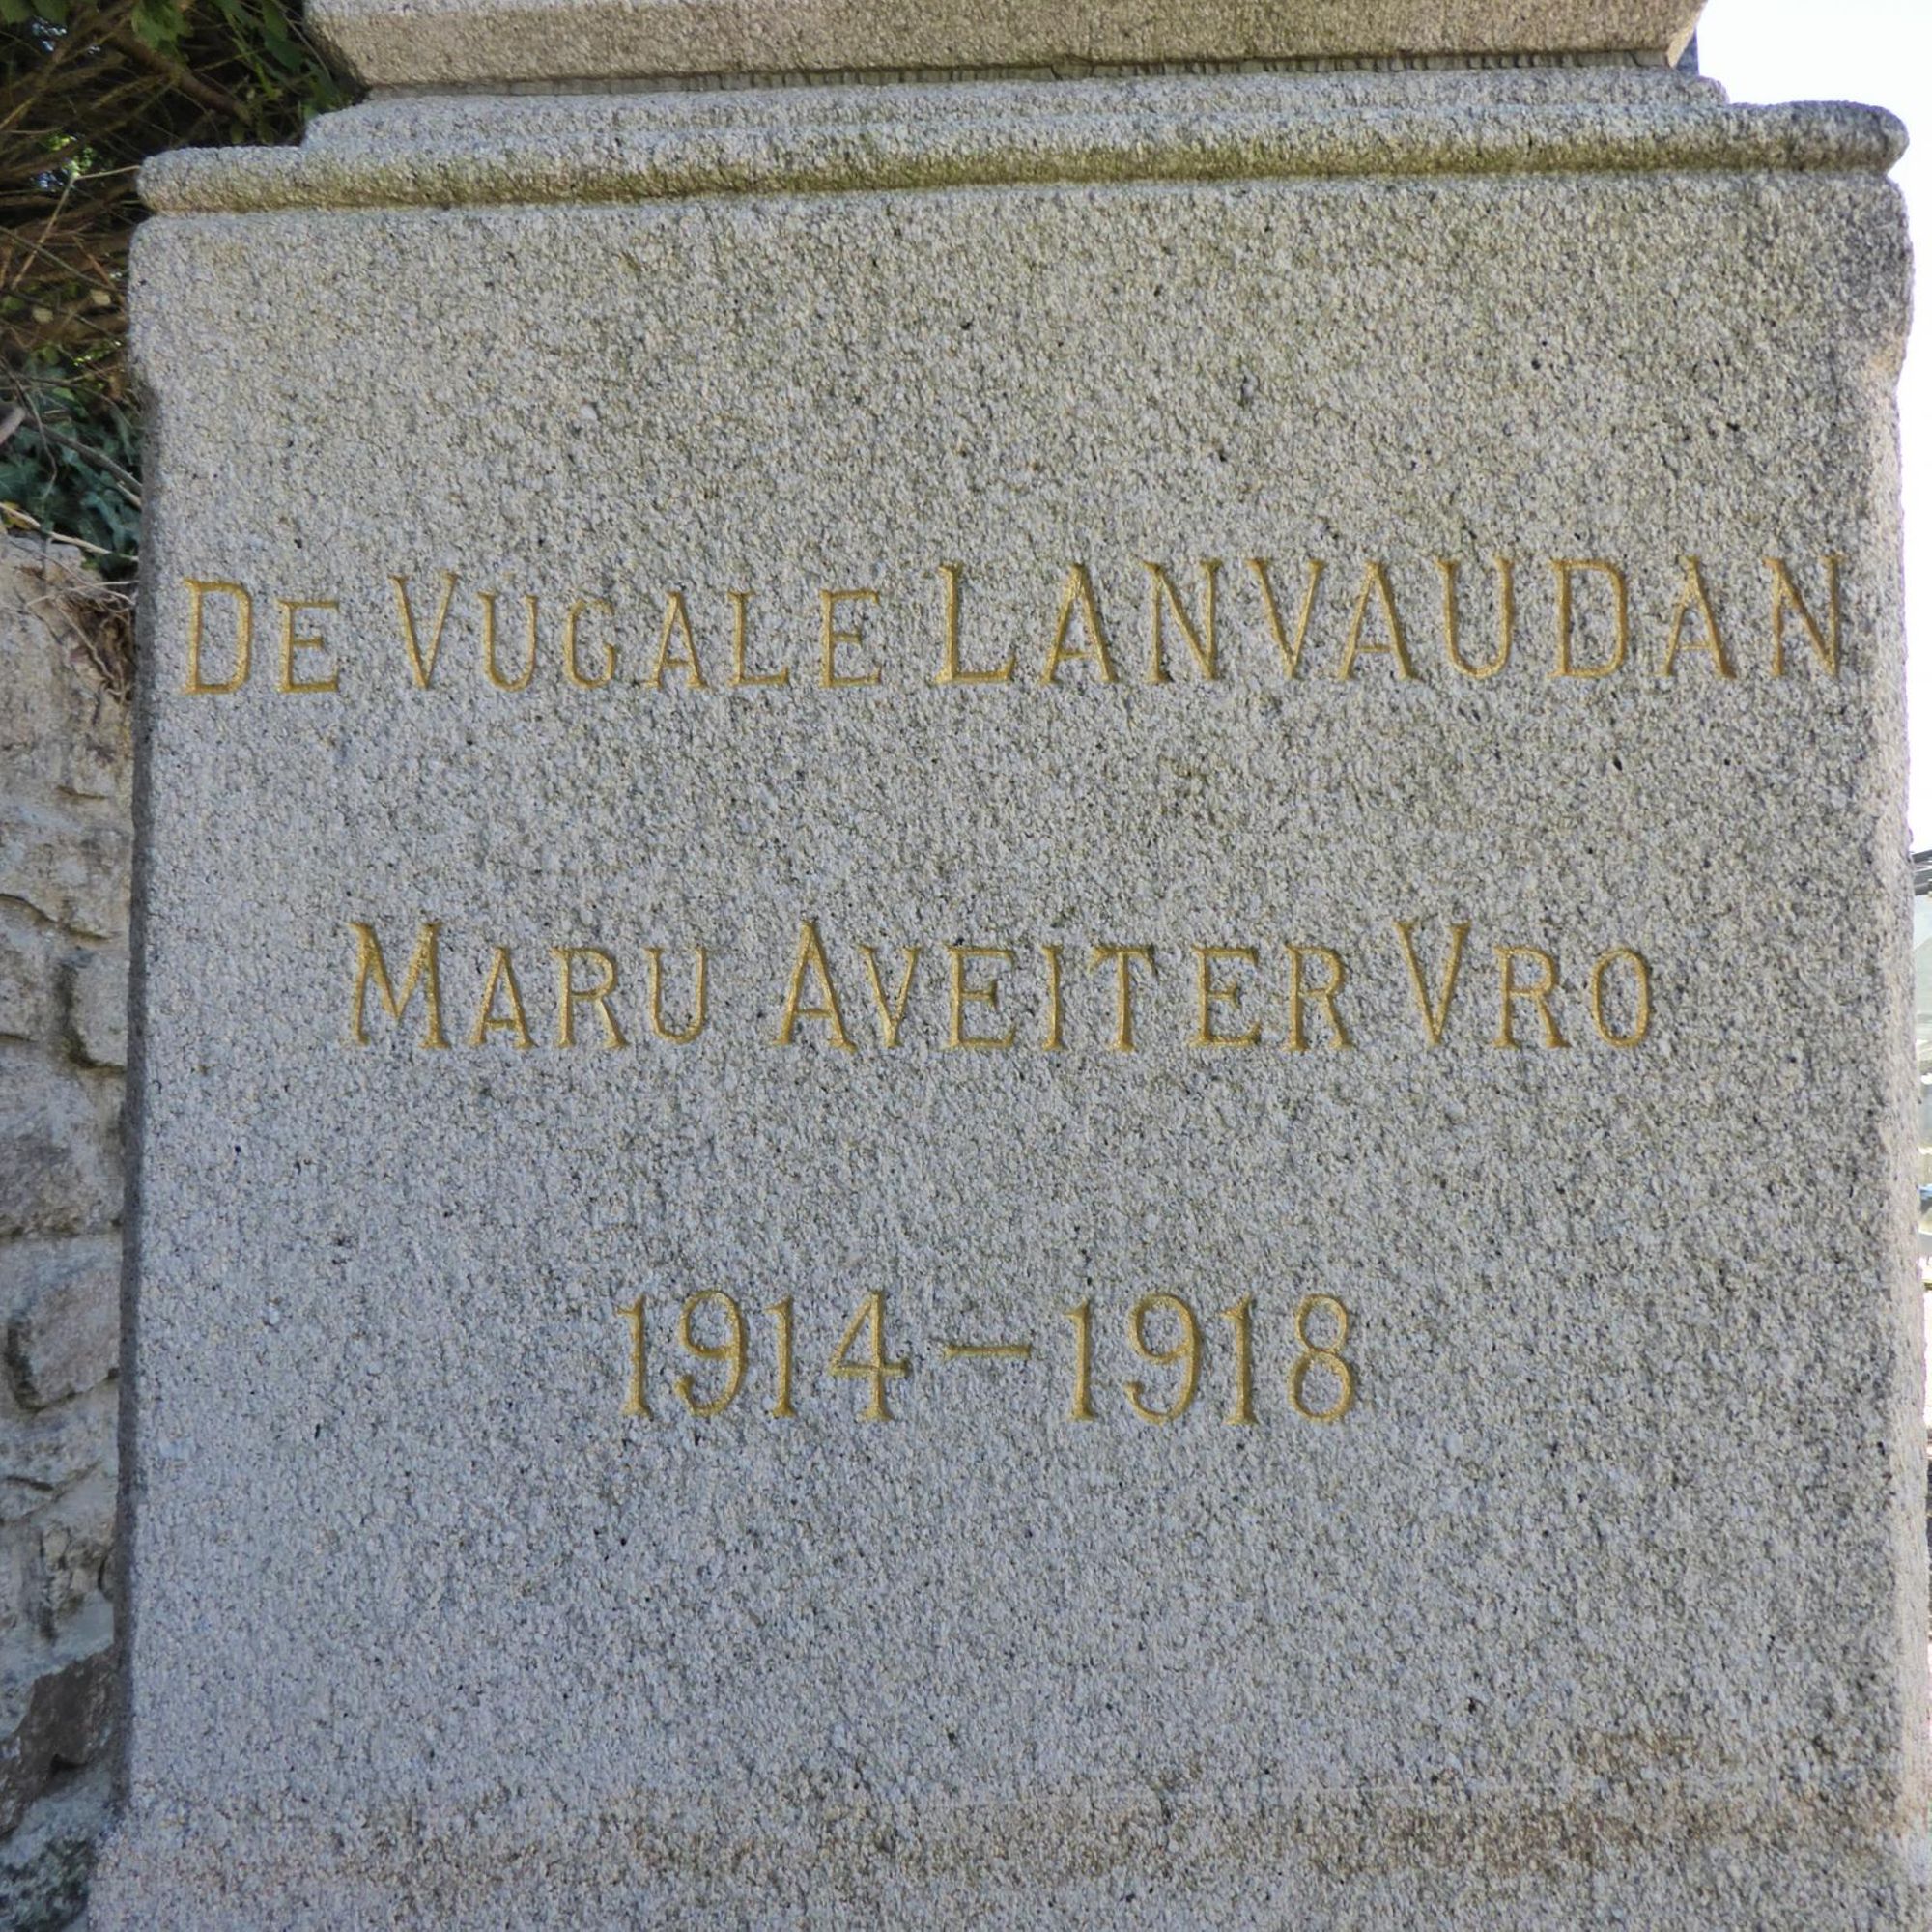 DE VUGALE LANVAUDAN
MARU AVEITER VRO
1914-1918